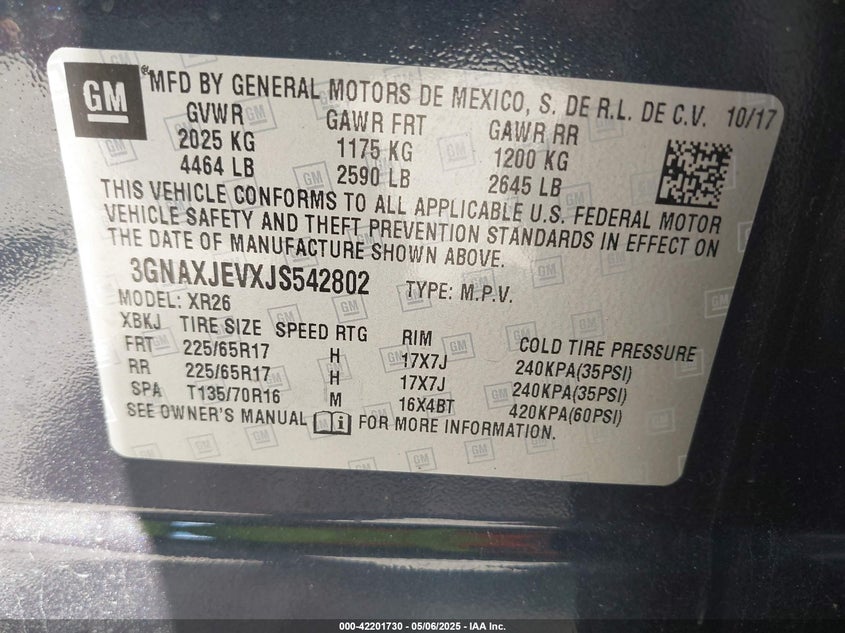 GM
MFD BY GENERAL MOTORS DE MEXICO, S. DE R.L. DE C.V. 10/17
GVWR GAWR FRT GAWR RR
2025 KG 1175 KG 1200 KG
4464 LB 2590 LB 2645 LB
THIS VEHICLE CONFORMS TO ALL APPLICABLE U.S. FEDERAL MOTOR
VEHICLE SAFETY AND THEFT PREVENTION STANDARDS IN EFFECT ON
THE DATE OF MANUFACTURE SHOWN ABOVE.
3GNAXJEVXJS542802 TYPE: M.P.V.
MODEL: XR26
XBKJ TIRE SIZE SPEED RTG RIM COLD TIRE PRESSURE
FRT 225/65R17 H 17X7J 240KPA(35PSI)
RR 225/65R17 H 17X7J 240KPA(35PSI)
SPA T135/70R16 M 16X4BT 420KPA(60PSI)
SEE OWNER'S MANUAL FOR MORE INFORMATION.
000-42201730 - 05/06/2025 - IAA Inc.